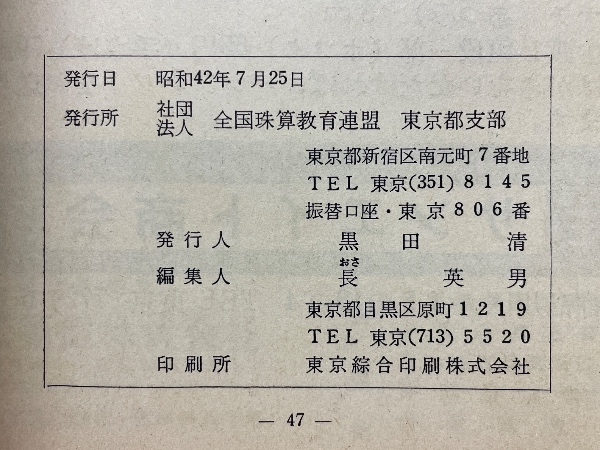 発行日 昭和42年7月25日
発行所 社団法人 全国珠算教育連盟 東京都支部
東京都新宿区南元町7番地
TEL 東京(351)8145
振替口座・東京806番
発行人 黒田清
編集人 長英男
おさ
東京都目黒区原町1219
TEL 東京(713)5520
印刷所 東京綜合印刷株式会社
— 47 —